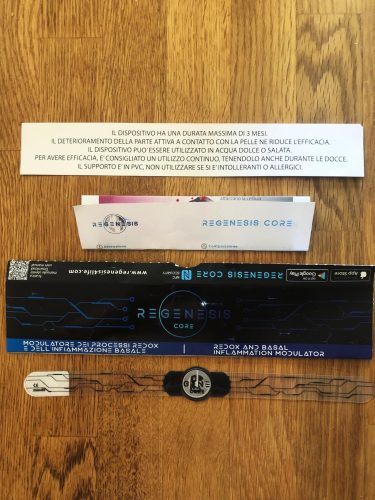 IL DISPOSITIVO HA UNA DURATA MASSIMA DI 3 MESI.
IL DETERIORAMENTO DELLA PARTE ATTIVA A CONTATTO CON LA PELLE NE RIDUCE L'EFFICACIA.
IL DISPOSITIVO PUO' ESSERE UTILIZZATO IN ACQUA DOLCE O SALATA.
PER AVERE EFFICACIA, E' CONSIGLIATO UN UTILIZZO CONTINUO, TENENDOLO ANCHE DURANTE LE DOCCE.
IL SUPPORTO E' IN PVC, NON UTILIZZARE SE SI E' INTOLLERANTI O ALLERGICI.
REGENESIS CORE
App Store
Google Play
REGENESIS CORE
www.regenesis4life.com
REGENESIS
CORE
MODULATORE DEI PROCESSI REDOX
E DELL'INFIAMMAZIONE BASALE
REDOX AND BASAL
INFLAMMATION MODULATOR